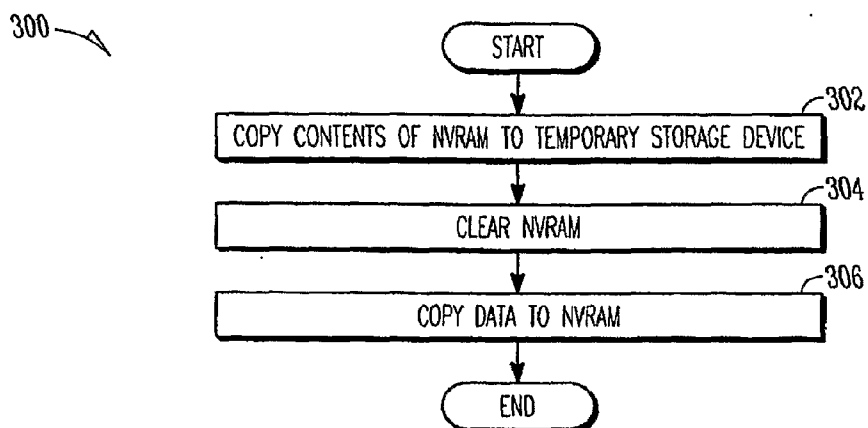 300
START
302
COPY CONTENTS OF NVRAM TO TEMPORARY STORAGE DEVICE
304
CLEAR NVRAM
306
COPY DATA TO NVRAM
END